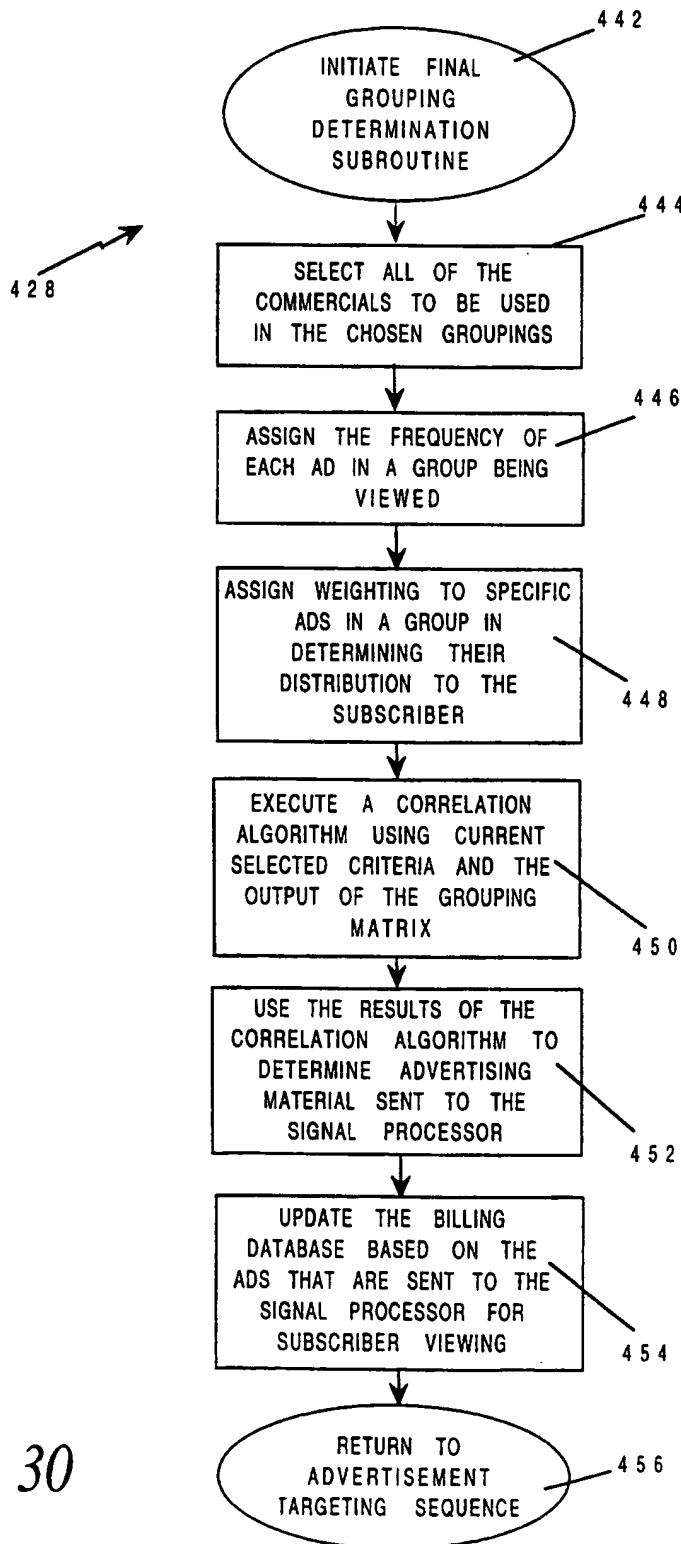 442
INITIATE FINAL
GROUPING
DETERMINATION
SUBROUTINE
444
428
SELECT ALL OF THE
COMMERCIALS TO BE USED
IN THE CHOSEN GROUPINGS
446
ASSIGN THE FREQUENCY OF
EACH AD IN A GROUP BEING
VIEWED
ASSIGN WEIGHTING TO SPECIFIC
ADS IN A GROUP IN
DETERMINING THEIR
DISTRIBUTION TO THE
SUBSCRIBER
448
EXECUTE A CORRELATION
ALGORITHM USING CURRENT
SELECTED CRITERIA AND THE
OUTPUT OF THE GROUPING
MATRIX
450
USE THE RESULTS OF THE
CORRELATION ALGORITHM TO
DETERMINE ADVERTISING
MATERIAL SENT TO THE
SIGNAL PROCESSOR
452
UPDATE THE BILLING
DATABASE BASED ON THE
ADS THAT ARE SENT TO THE
SIGNAL PROCESSOR FOR
SUBSCRIBER VIEWING
454
30
RETURN TO
ADVERTISEMENT
TARGETING SEQUENCE
456